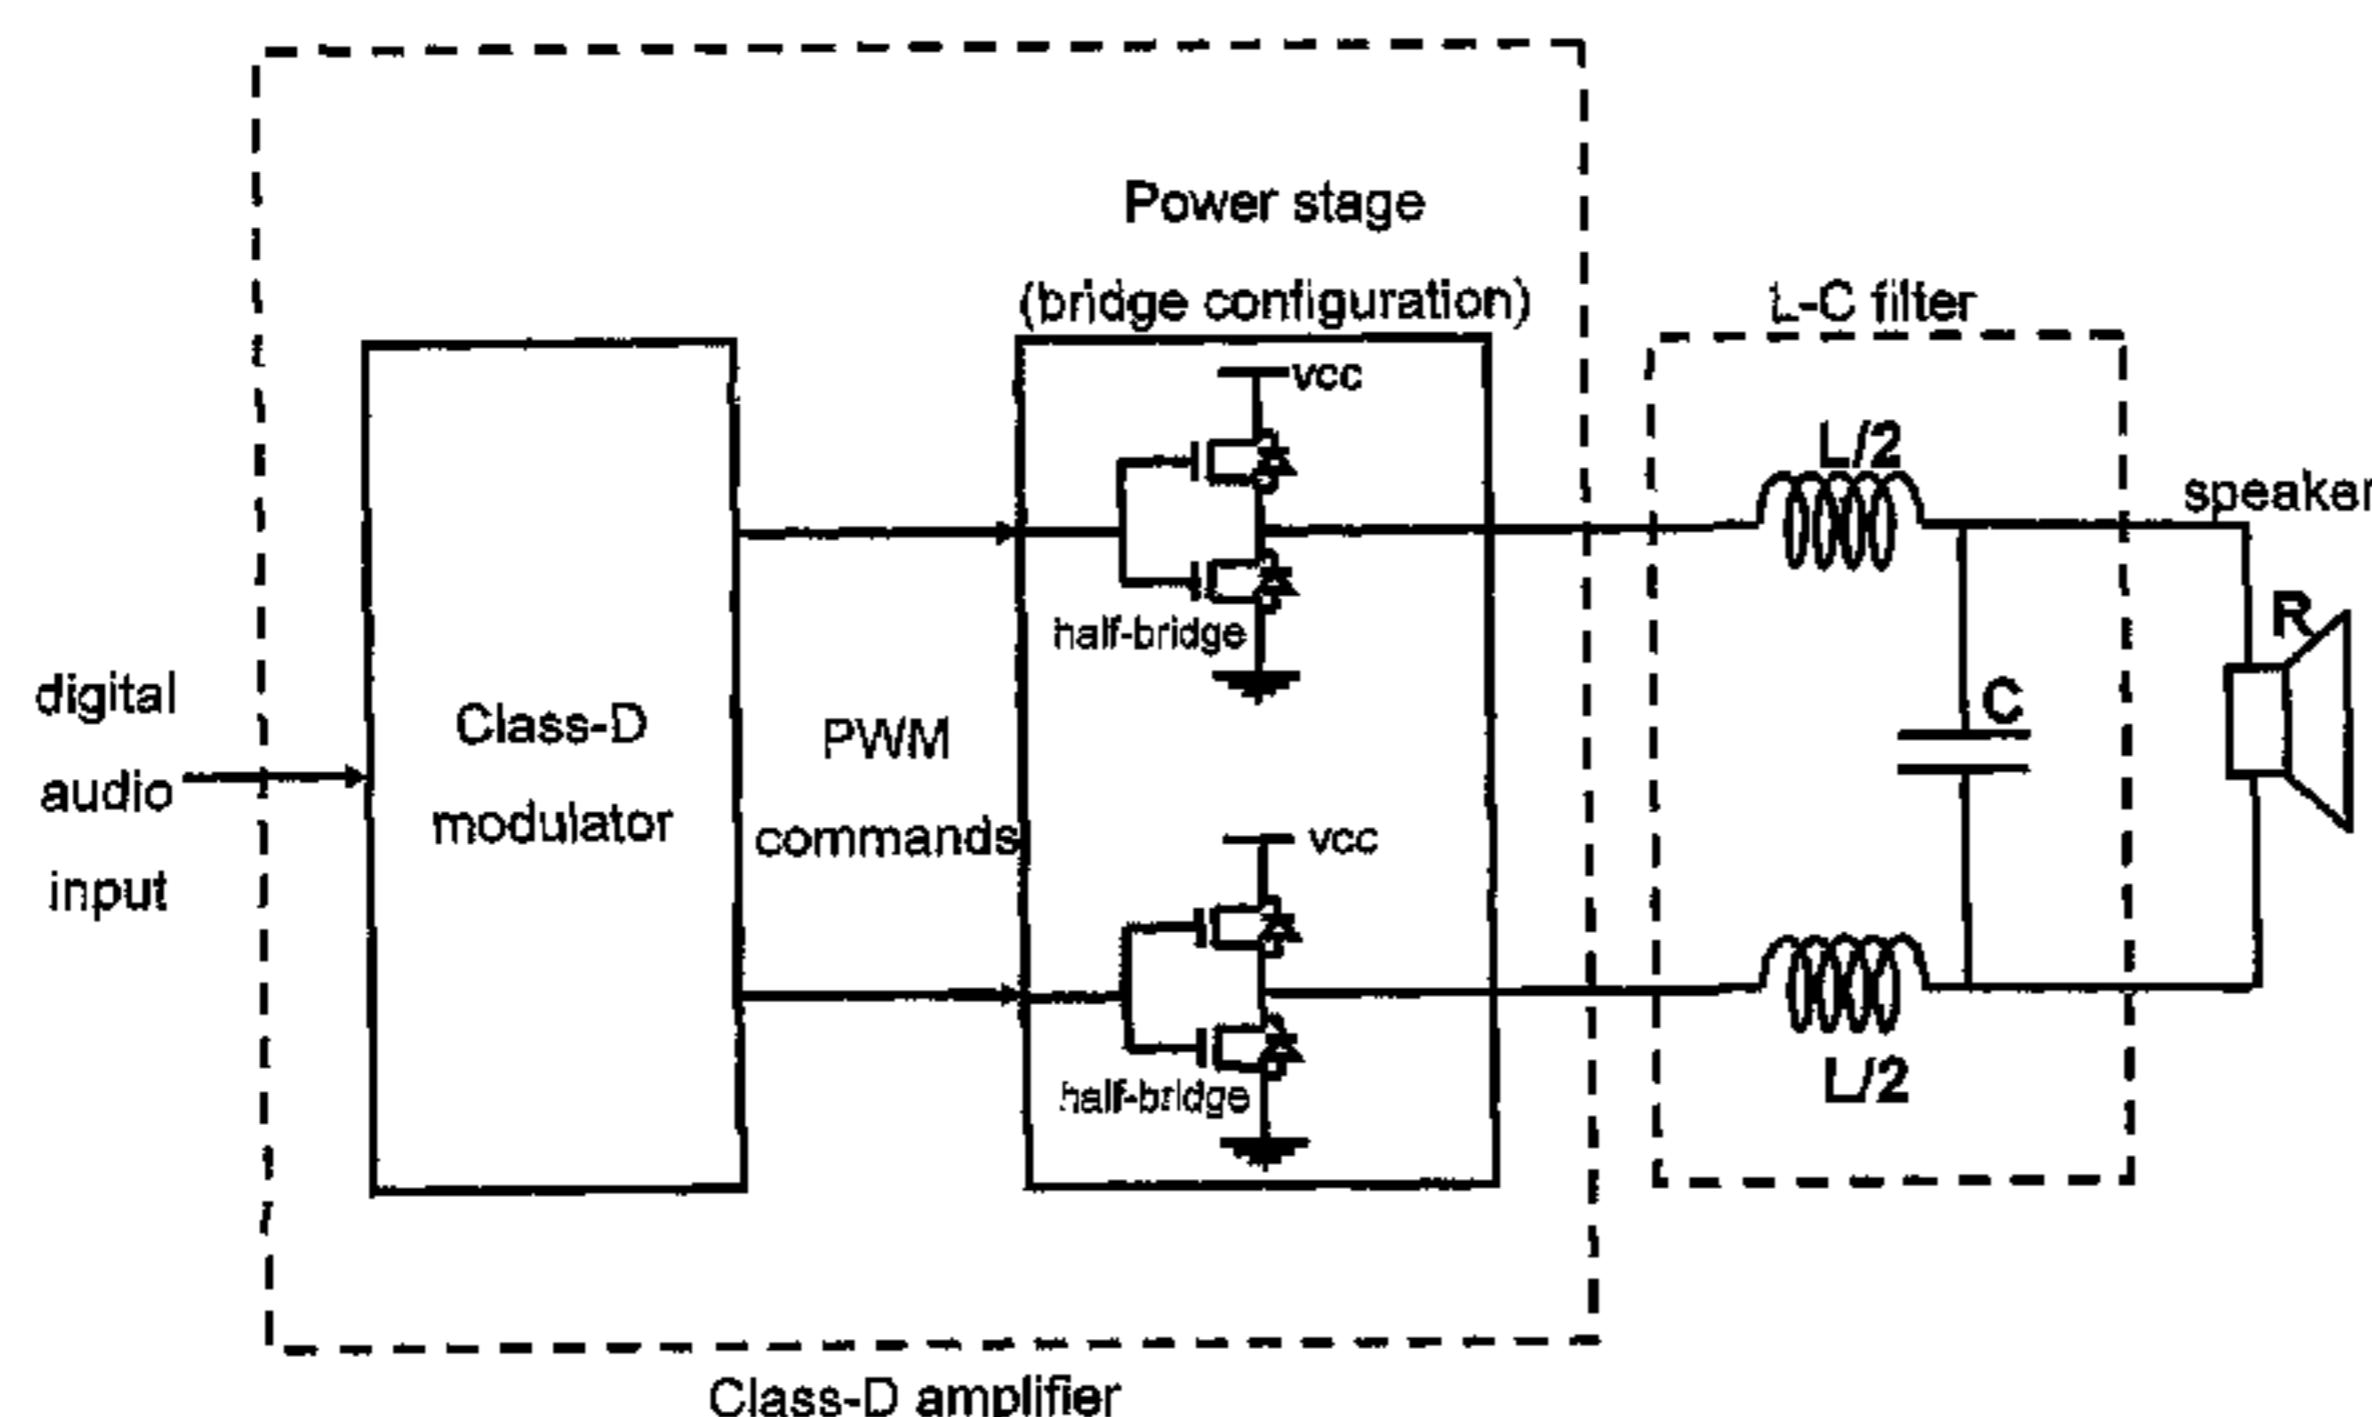 Power stage
(bridge configuration)
L-C filter
vcc
L/2
speaker
R
half-bridge
digital
audio
input
Class-D
modulator
PWM
commands
C
vcc
half-bridge
L/2
Class-D amplifier